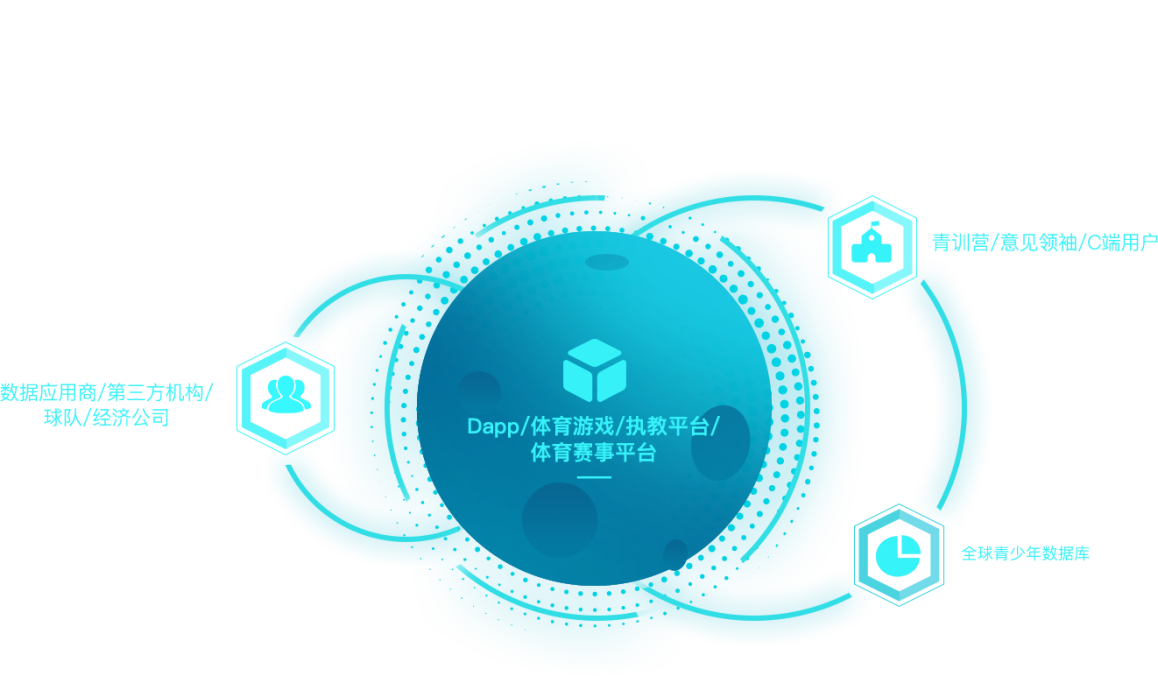 青训营/意见领袖/C端用户
数据应用商/第三方机构/
球队/经济公司
Dapp/体育游戏/执教平台/
体育赛事平台
全球青少年数据库